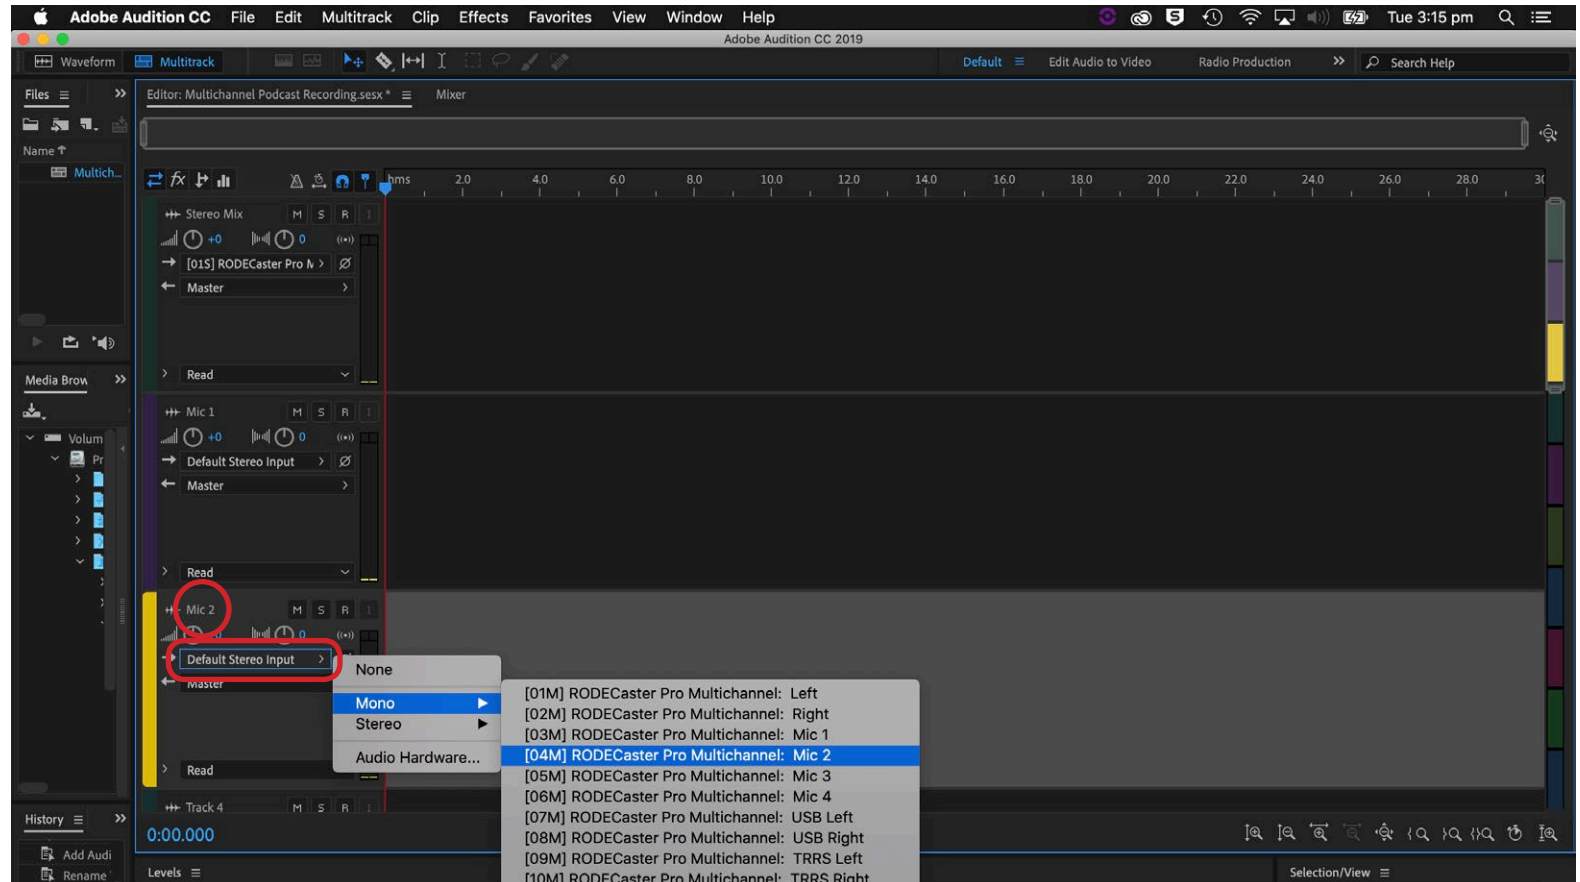 Adobe Audition CC File Edit Multitrack Clip Effects Favorites View Window Help Tue 3:15 pm
Adobe Audition CC 2019
Waveform Multitrack Default Edit Audio to Video Radio Production Search Help
Files Editor: Multichannel Podcast Recording.sesx * Mixer
Name
Multich...
hms 2.0 4.0 6.0 8.0 10.0 12.0 14.0 16.0 18.0 20.0 22.0 24.0 26.0 28.0
Stereo Mix M S R I
+0 0
[01S] RODECaster Pro
Master
Read
Media Brow
Mic 1 M S R I
+0 0
Volum
Default Stereo Input
Pr
Master
Read
Mic 2 M S R I
0
Default Stereo Input
Master
None
Mono
Stereo
Audio Hardware...
[01M] RODECaster Pro Multichannel: Left
[02M] RODECaster Pro Multichannel: Right
[03M] RODECaster Pro Multichannel: Mic 1
[04M] RODECaster Pro Multichannel: Mic 2
[05M] RODECaster Pro Multichannel: Mic 3
[06M] RODECaster Pro Multichannel: Mic 4
[07M] RODECaster Pro Multichannel: USB Left
[08M] RODECaster Pro Multichannel: USB Right
[09M] RODECaster Pro Multichannel: TRRS Left
[10M] RODECaster Pro Multichannel: TRRS Right
Read
Track 4 M S R I
History
0:00.000
Add Audi
Rename
Levels
Selection/View